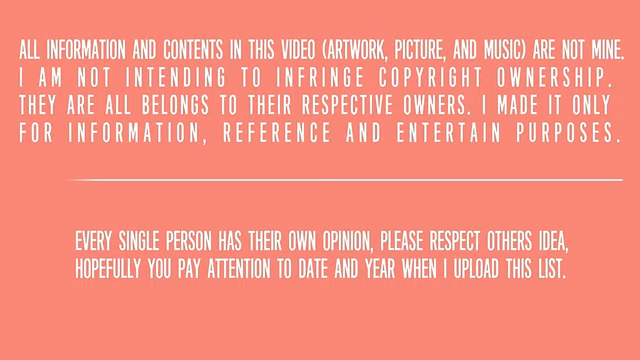 ALL INFORMATION AND CONTENTS IN THIS VIDEO (ARTWORK, PICTURE, AND MUSIC) ARE NOT MINE.
I AM NOT INTENDING TO INFRINGE COPYRIGHT OWNERSHIP.
THEY ARE ALL BELONGS TO THEIR RESPECTIVE OWNERS. I MADE IT ONLY
FOR INFORMATION, REFERENCE AND ENTERTAIN PURPOSES.
EVERY SINGLE PERSON HAS THEIR OWN OPINION, PLEASE RESPECT OTHERS IDEA,
HOPEFULLY YOU PAY ATTENTION TO DATE AND YEAR WHEN I UPLOAD THIS LIST.